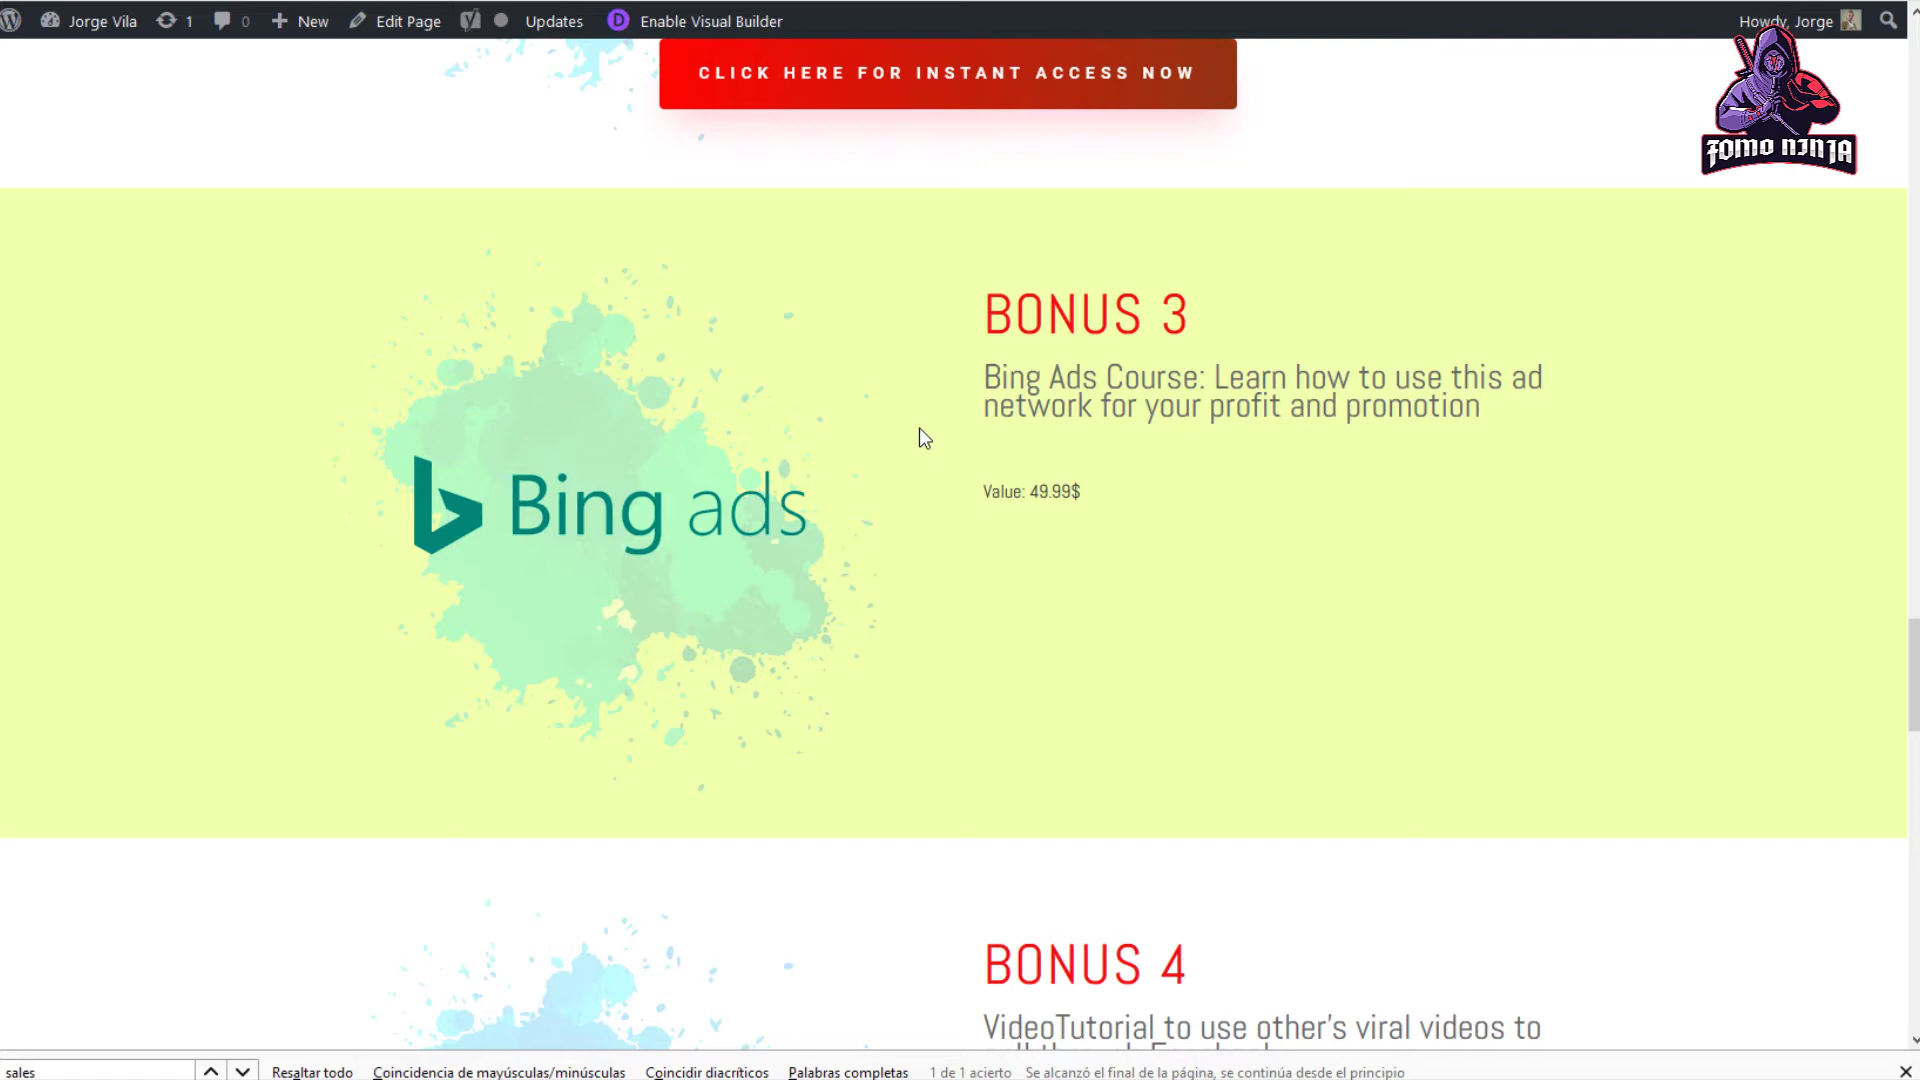 Jorge Vila 1 0 New Edit Page Updates Enable Visual Builder Howdy, Jorge
CLICK HERE FOR INSTANT ACCESS NOW
FOMO NINJA
BONUS 3
Bing Ads Course: Learn how to use this ad
network for your profit and promotion
Bing ads
Value: 49.99$
BONUS 4
VideoTutorial to use other's viral videos to
sales Resaltar todo Coincidencia de mayúsculas/minúsculas Coincidir diacríticos Palabras completas 1 de 1 acierto Se alcanzó el final de la página, se continúa desde el principio